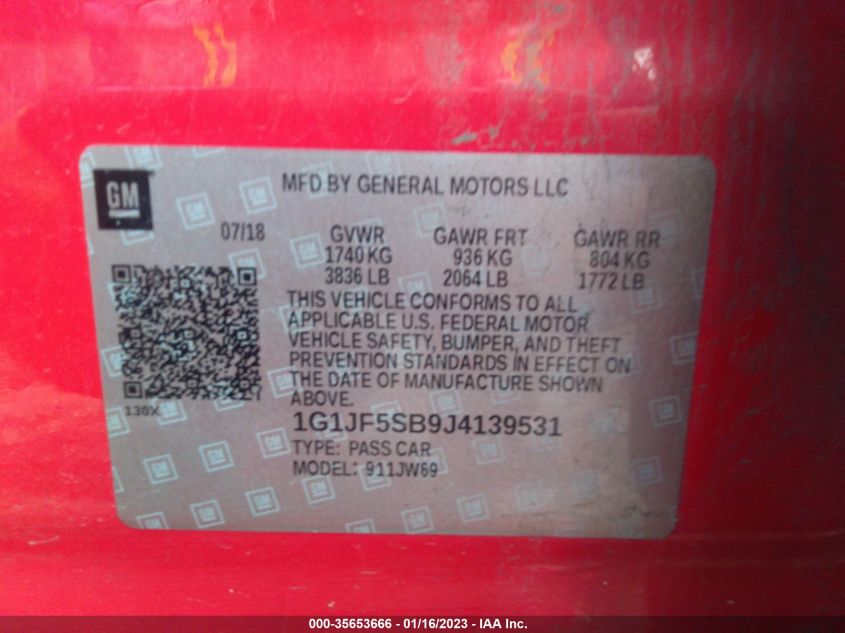 GM
MFD BY GENERAL MOTORS LLC
07/18 GVWR GAWR FRT GAWR RR
1740 KG 936 KG 804 KG
3836 LB 2064 LB 1772 LB
THIS VEHICLE CONFORMS TO ALL
APPLICABLE U.S. FEDERAL MOTOR
VEHICLE SAFETY, BUMPER, AND THEFT
PREVENTION STANDARDS IN EFFECT ON
THE DATE OF MANUFACTURE SHOWN
ABOVE.
130X
1G1JF5SB9J4139531
TYPE: PASS CAR
MODEL: 911JW69
000-35653666 - 01/16/2023 - IAA Inc.